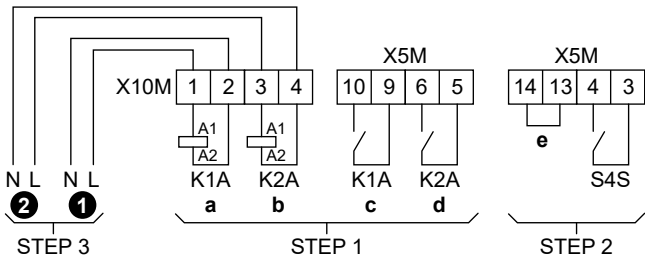 X5M X5M
X10M 1 2 3 4 10 9 6 5 14 13 4 3
A1 A1 e
A2 A2
N L N L K1A K2A K1A K2A S4S
2 1 a b c d
STEP 3 STEP 1 STEP 2